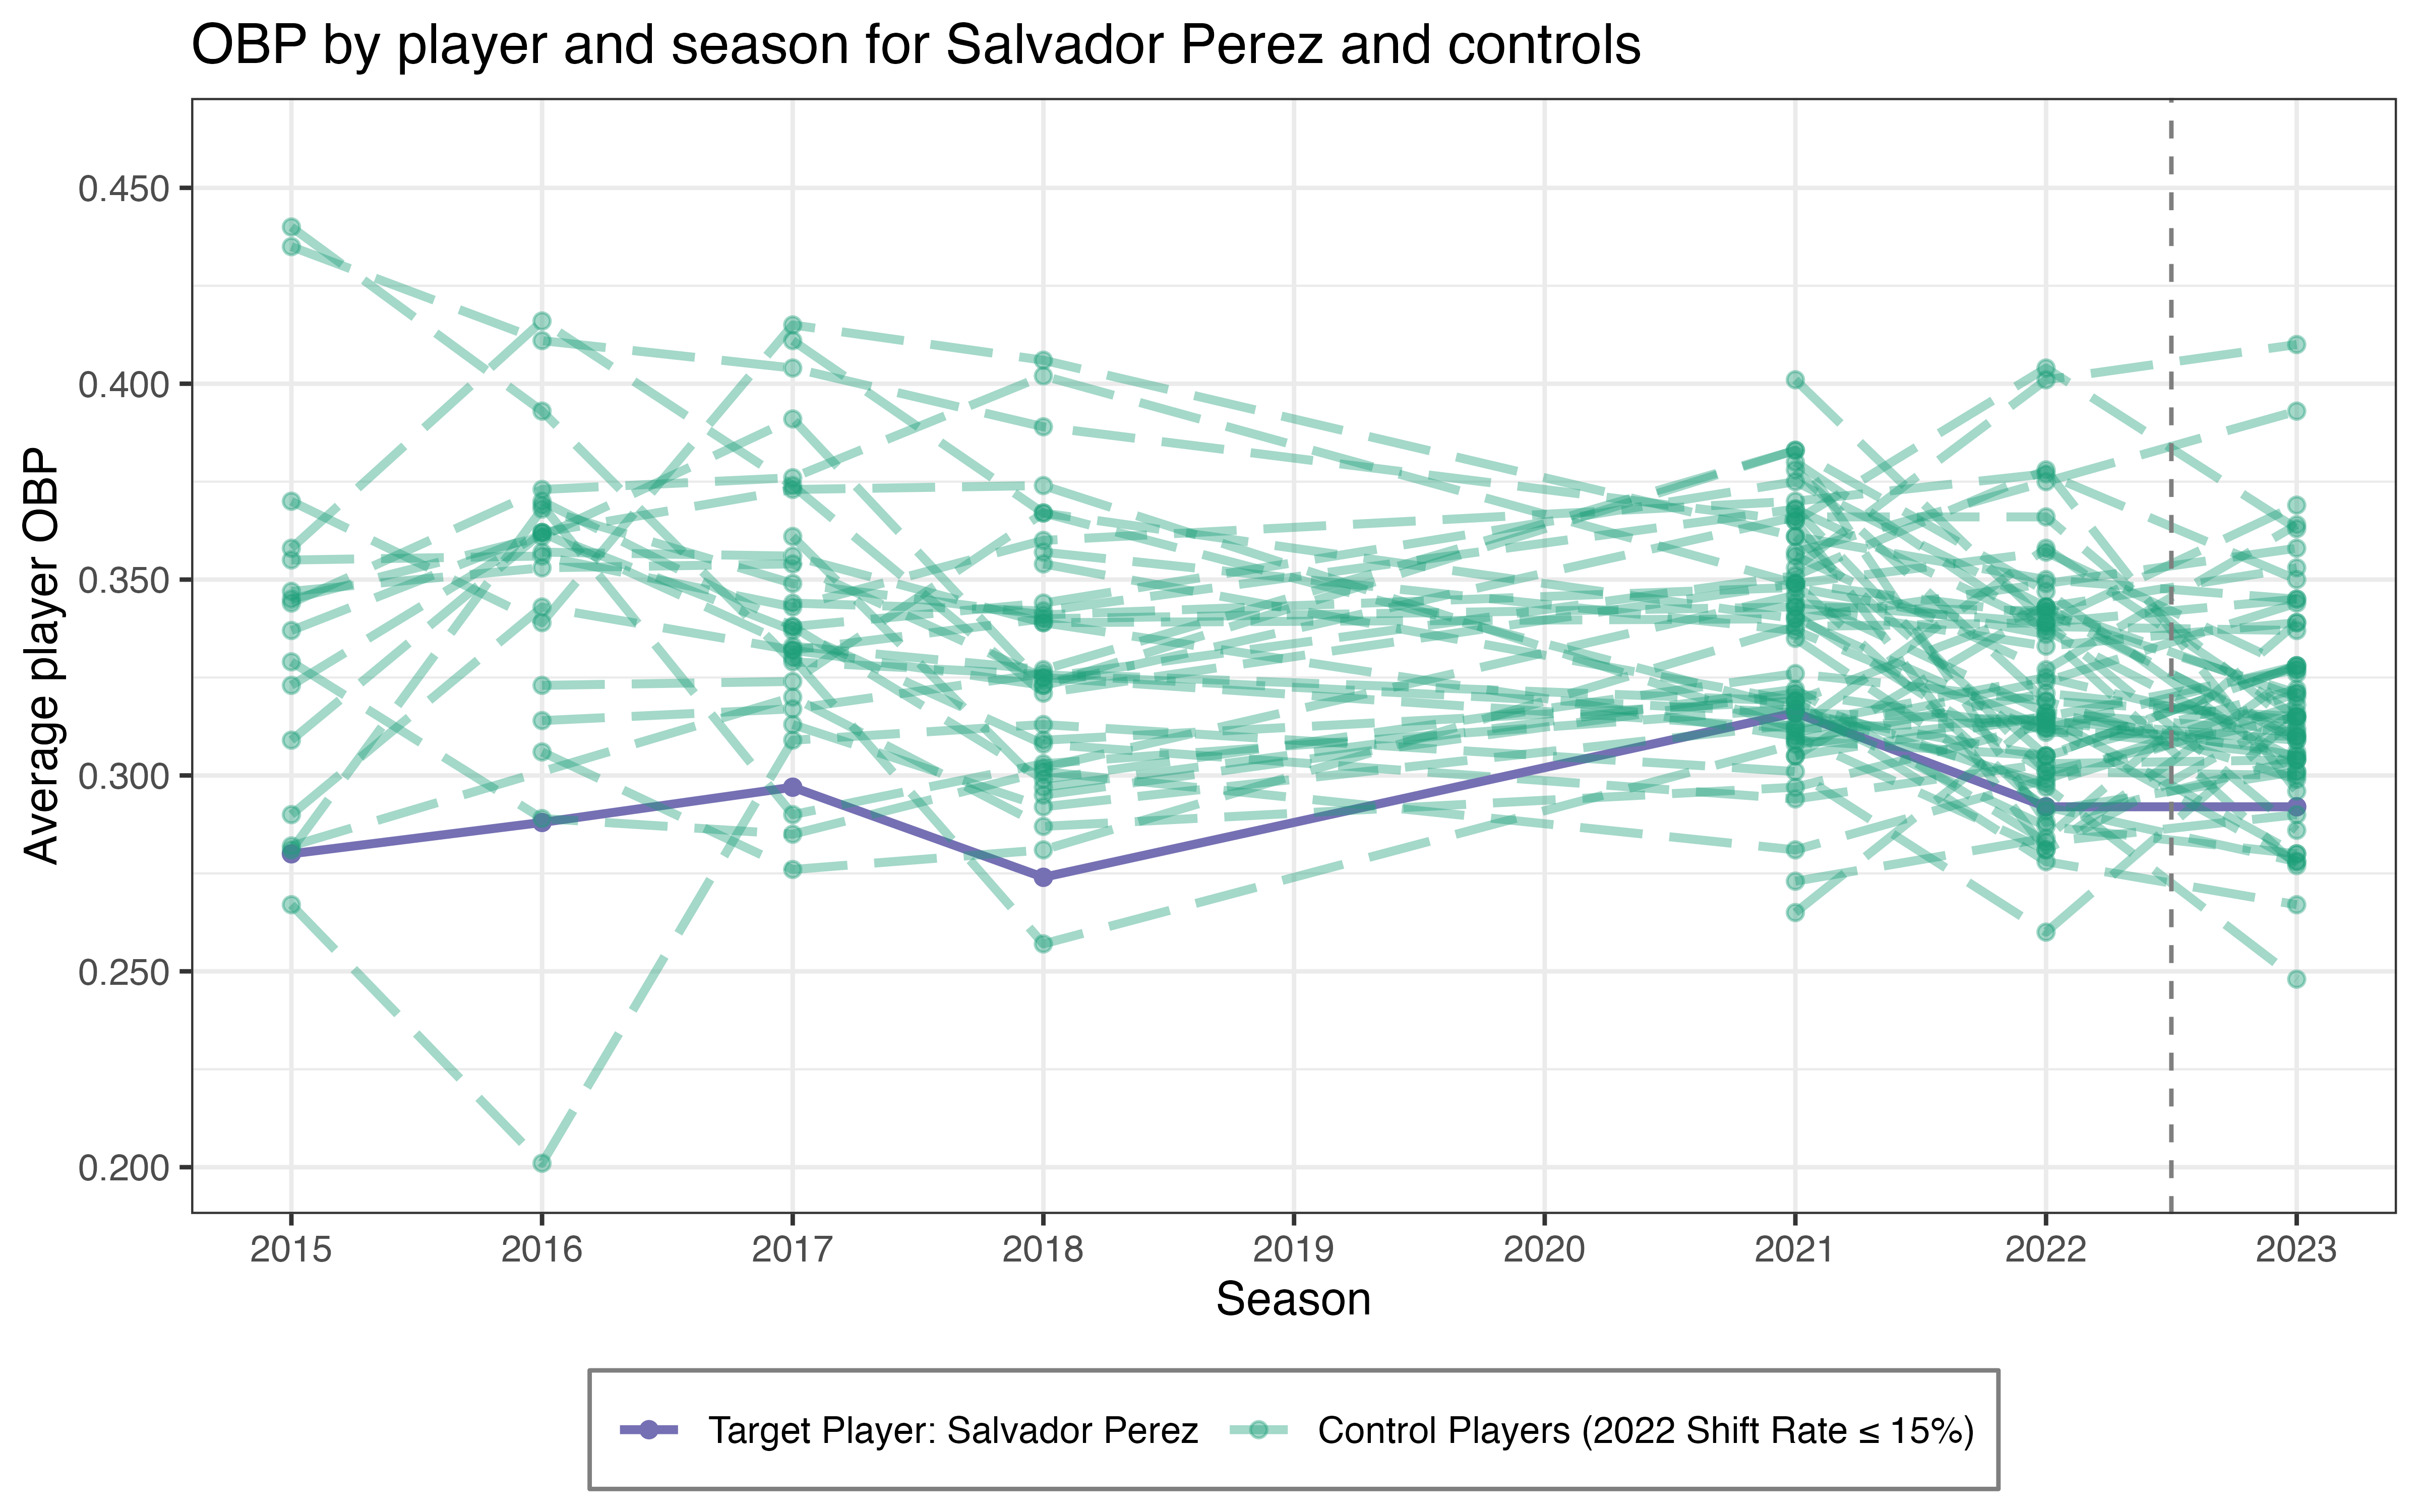 OBP by player and season for Salvador Perez and controls
Average player OBP
0.450
0.400
0.350
0.300
0.250
0.200
2015 2016 2017 2018 2019 2020 2021 2022 2023
Season
Target Player: Salvador Perez Control Players (2022 Shift Rate ≤ 15%)